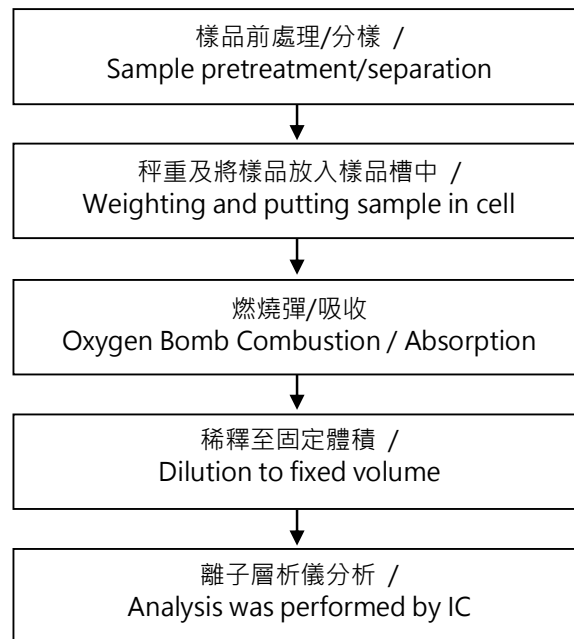 樣品前處理/分樣 /
Sample pretreatment/separation
秤重及將樣品放入樣品槽中 /
Weighting and putting sample in cell
燃燒彈/吸收
Oxygen Bomb Combustion / Absorption
稀釋至固定體積 /
Dilution to fixed volume
離子層析儀分析 /
Analysis was performed by IC